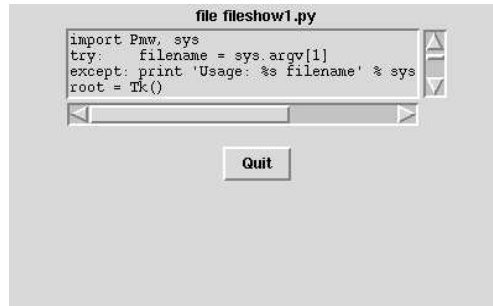 file fileshow1.py
import Pmw, sys
try:    filename = sys.argv[1]
except: print 'Usage: %s filename' % sys
root = Tk()
Quit